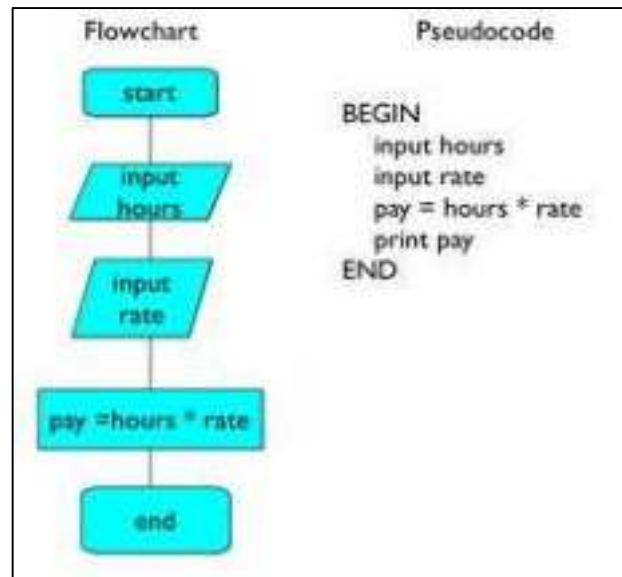 Flowchart
start
input
hours
input
rate
pay =hours * rate
end
Pseudocode
BEGIN
input hours
input rate
pay = hours * rate
print pay
END